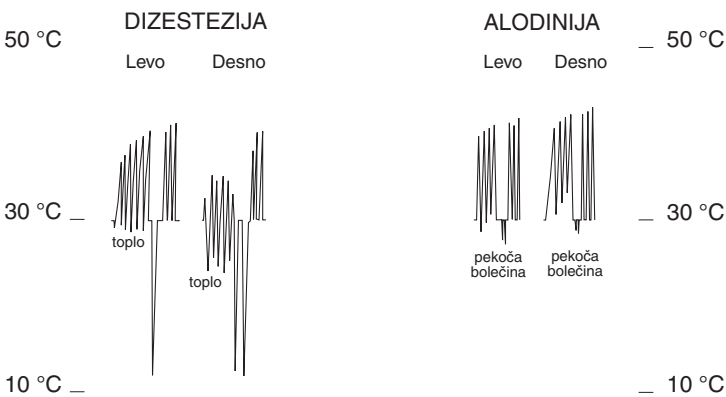 DIZESTEZIJA
ALODINIJA
50 °C
50 °C
Levo Desno
Levo Desno
30 °C
30 °C
toplo
toplo
pekoča
bolečina
pekoča
bolečina
10 °C
10 °C